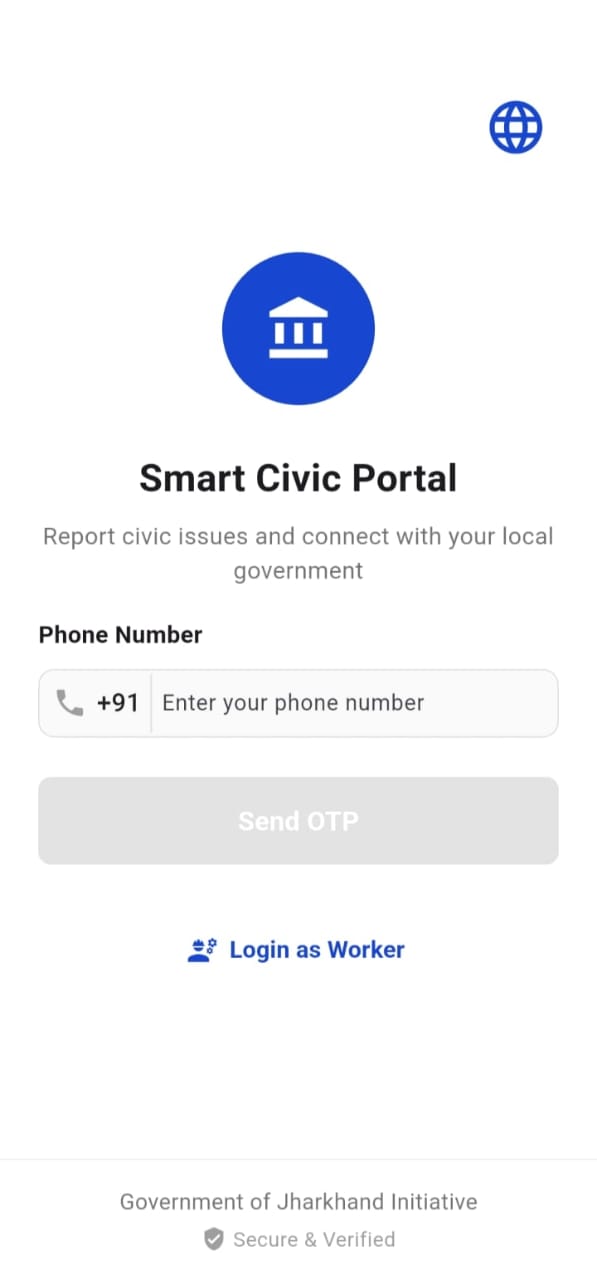 Smart Civic Portal
Report civic issues and connect with your local
government
Phone Number
+91 Enter your phone number
Send OTP
Login as Worker
Government of Jharkhand Initiative
Secure & Verified